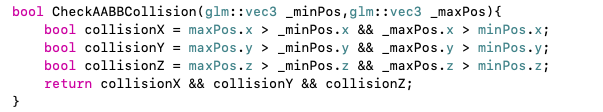 bool CheckAABBCollision(glm::vec3 _minPos,glm::vec3 _maxPos){
    bool collisionX = maxPos.x > _minPos.x && _maxPos.x > minPos.x;
    bool collisionY = maxPos.y > _minPos.y && _maxPos.y > minPos.y;
    bool collisionZ = maxPos.z > _minPos.z && _maxPos.z > minPos.z;
    return collisionX && collisionY && collisionZ;
}